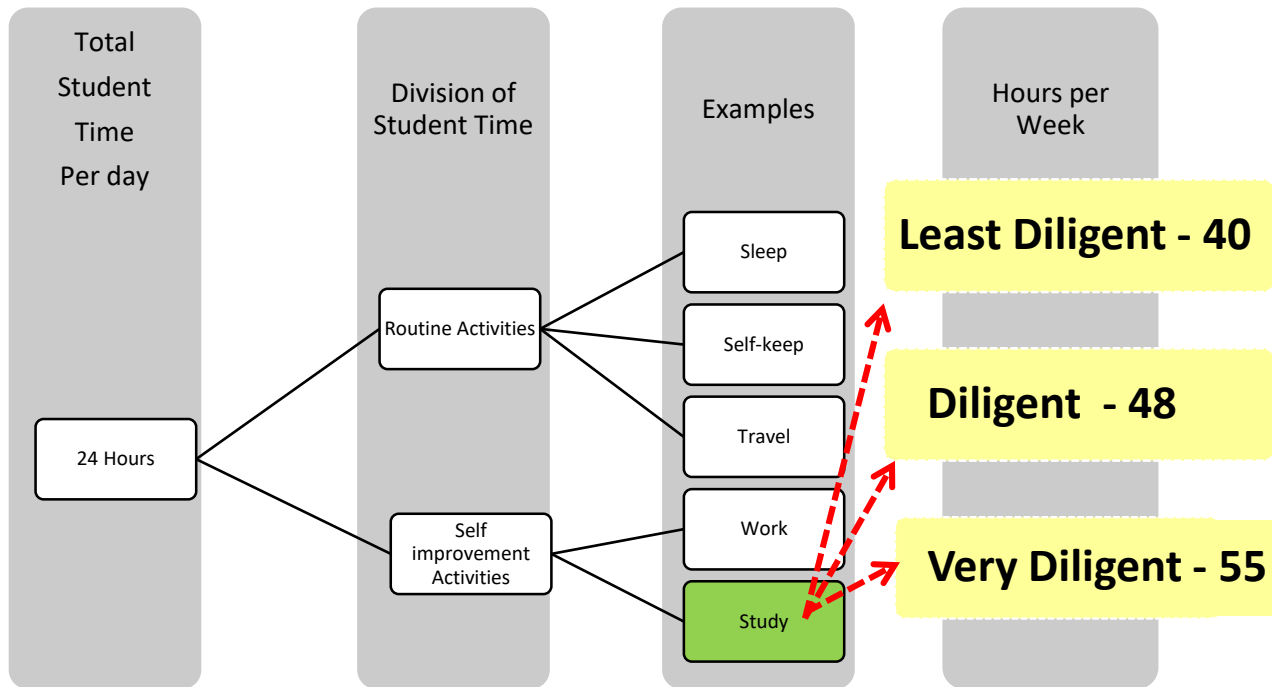 Total
Student
Time
Per day
Division of
Student Time
Examples
Hours per
Week
24 Hours
Routine Activities
Self
improvement
Activities
Sleep
Self-keep
Travel
Work
Study
Least Diligent - 40
Diligent - 48
Very Diligent - 55